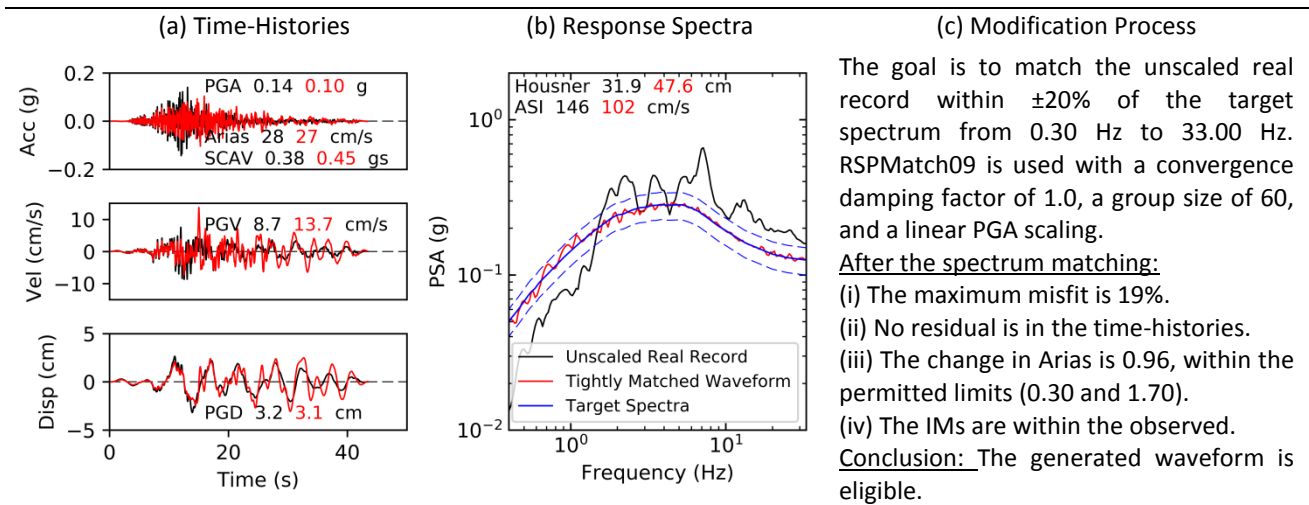 (a) Time-Histories
(b) Response Spectra
(c) Modification Process
0.2
0.0
−0.2
Acc (g)
PGA 0.14 0.10 g
Arias 28 27 cm/s
SCAV 0.38 0.45 gs
10
0
−10
Vel (cm/s)
PGV 8.7 13.7 cm/s
5
0
−5
Disp (cm)
PGD 3.2 3.1 cm
0 20 40
Time (s)
Housner 31.9 47.6 cm
ASI 146 102 cm/s
10⁰
10⁻¹
10⁻²
PSA (g)
Unscaled Real Record
Tightly Matched Waveform
Target Spectra
10⁰ 10¹
Frequency (Hz)
The goal is to match the unscaled real
record within ±20% of the target
spectrum from 0.30 Hz to 33.00 Hz.
RSPMatch09 is used with a convergence
damping factor of 1.0, a group size of 60,
and a linear PGA scaling.
After the spectrum matching:
(i) The maximum misfit is 19%.
(ii) No residual is in the time-histories.
(iii) The change in Arias is 0.96, within the
permitted limits (0.30 and 1.70).
(iv) The IMs are within the observed.
Conclusion: The generated waveform is
eligible.